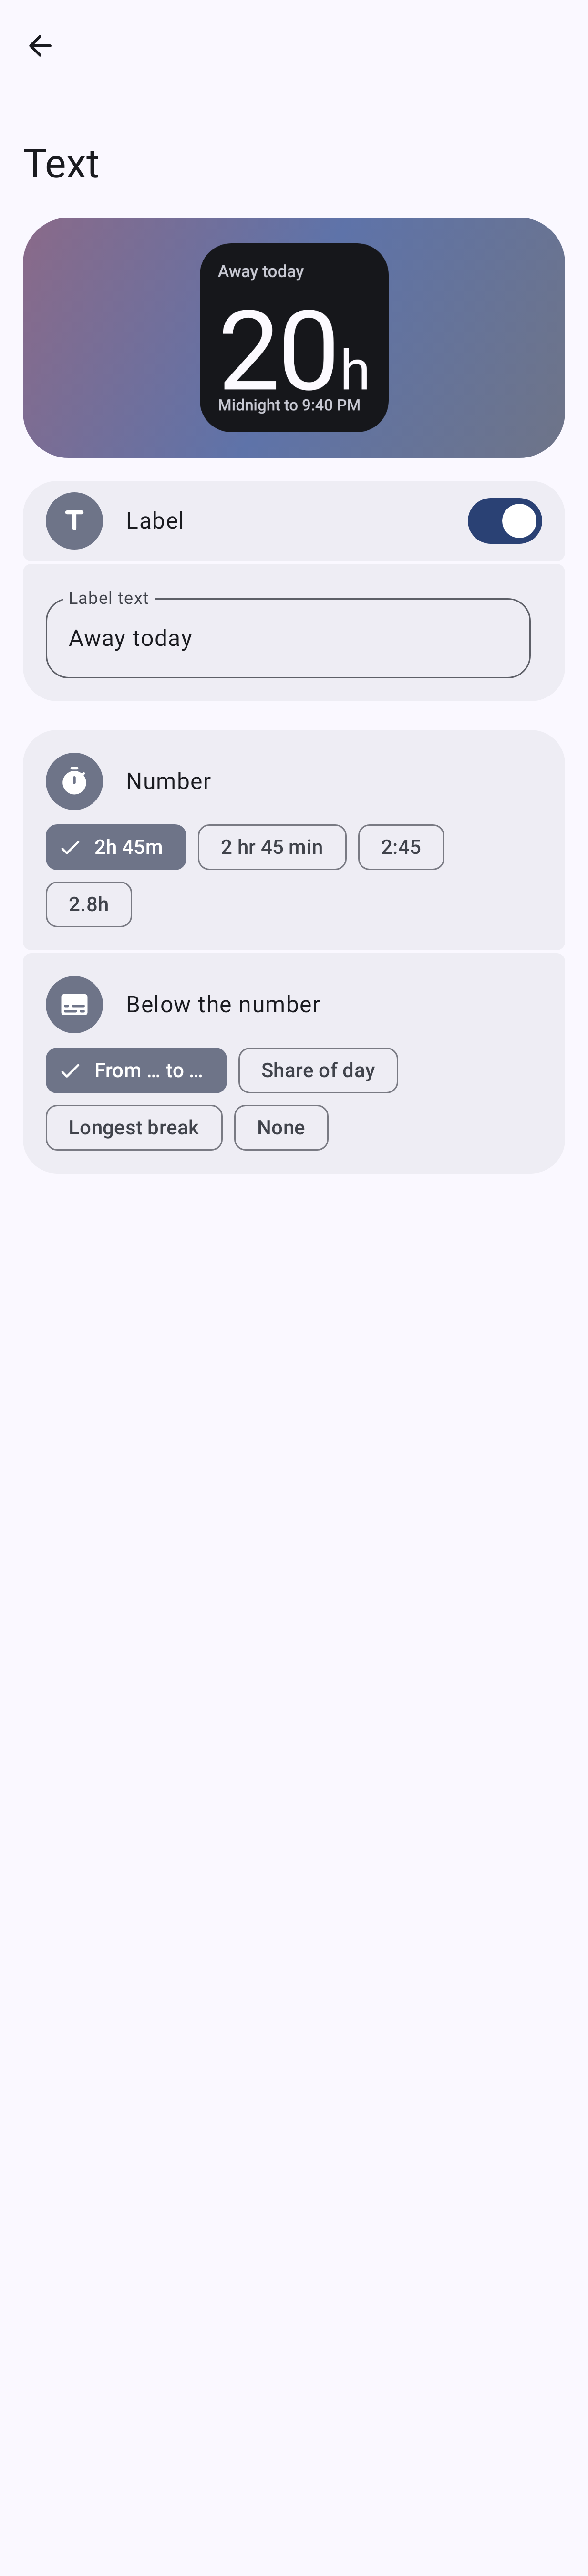 Text
Away today
20h
Midnight to 9:40 PM
T
Label
Label text
Away today
Number
2h 45m
2 hr 45 min
2:45
2.8h
Below the number
From ... to ...
Share of day
Longest break
None